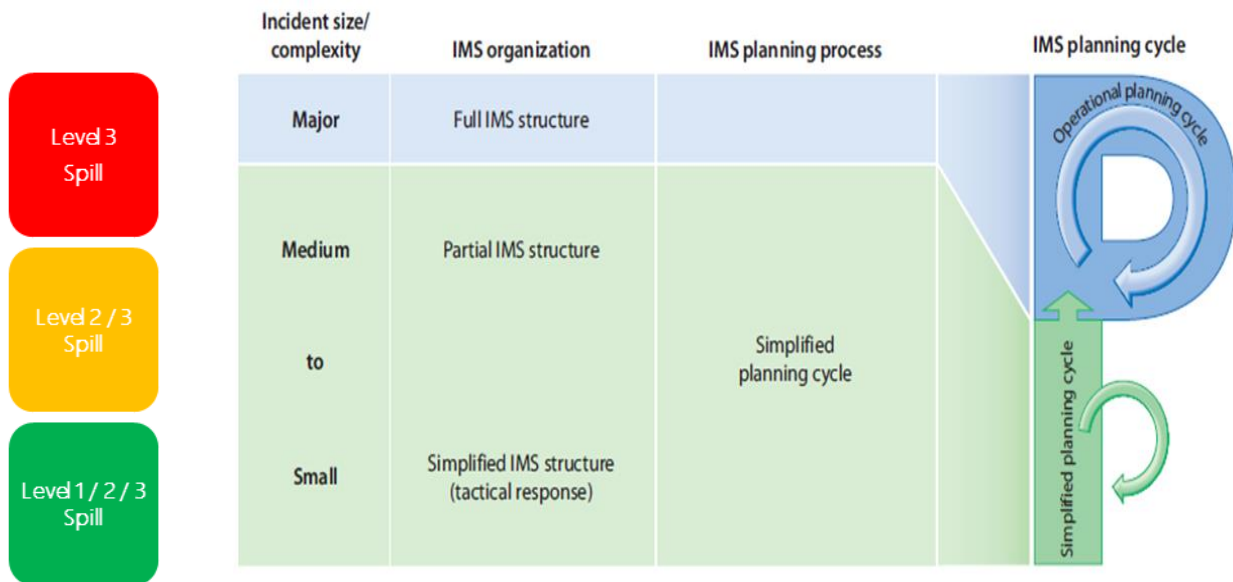 Incident size/
complexity
IMS organization
IMS planning process
IMS planning cycle
Level 3
Spill
Major
Full IMS structure
Operational planning cycle
Level 2 / 3
Spill
Medium
Partial IMS structure
to
Simplified
planning cycle
Level 1 / 2 / 3
Spill
Small
Simplified IMS structure
(tactical response)
Simplified planning cycle